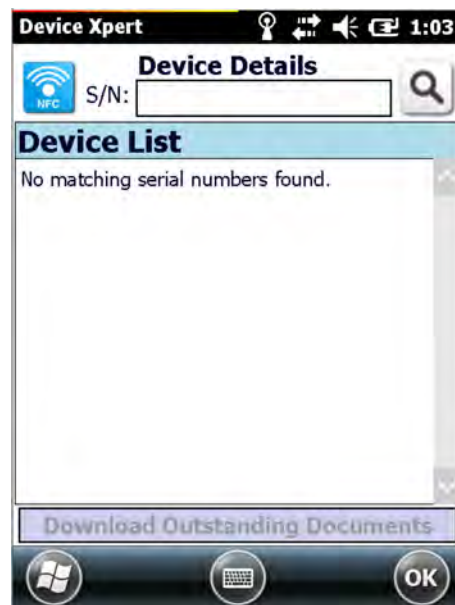 Device Xpert 1:03
Device Details
NFC S/N:
Device List
No matching serial numbers found.
Download Outstanding Documents
OK